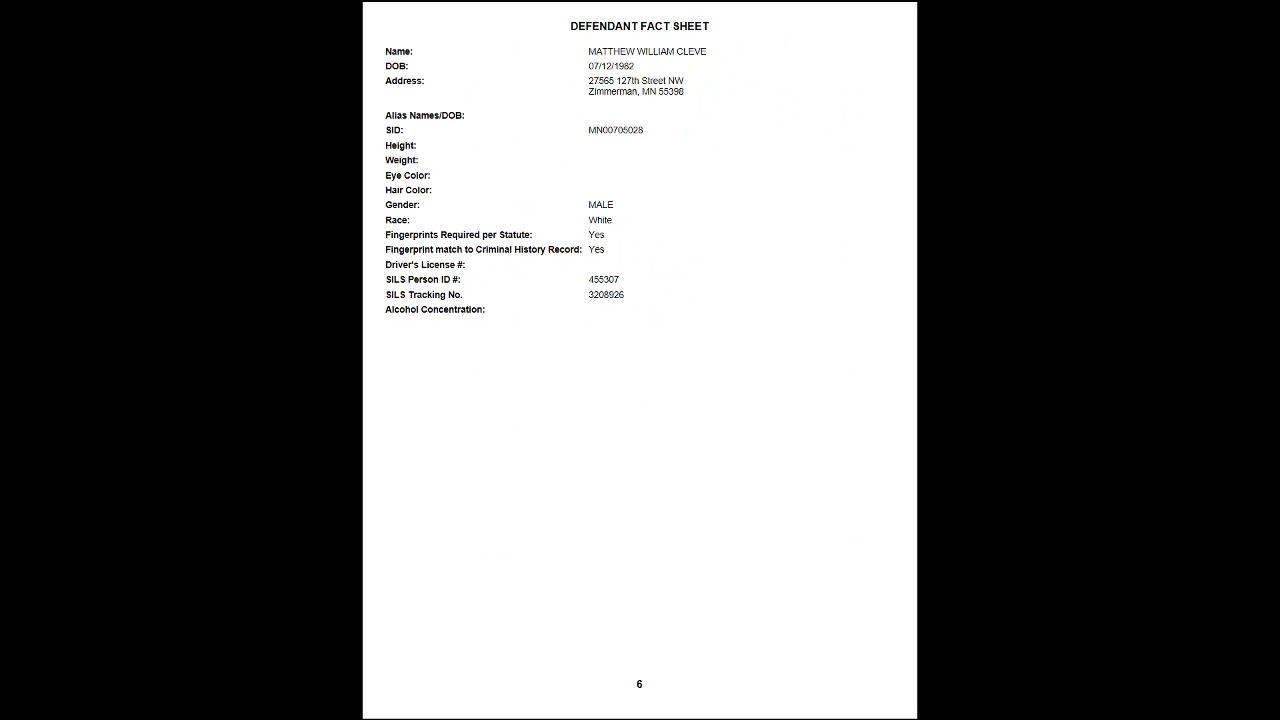 DEFENDANT FACT SHEET
Name: MATTHEW WILLIAM CLEVE
DOB: 07/12/1982
Address: 27565 127th Street NW
Zimmerman, MN 55398
Alias Names/DOB:
SID: MN00705028
Height:
Weight:
Eye Color:
Hair Color:
Gender: MALE
Race: White
Fingerprints Required per Statute: Yes
Fingerprint match to Criminal History Record: Yes
Driver's License #:
SILS Person ID #: 455307
SILS Tracking No. 3208926
Alcohol Concentration:
6